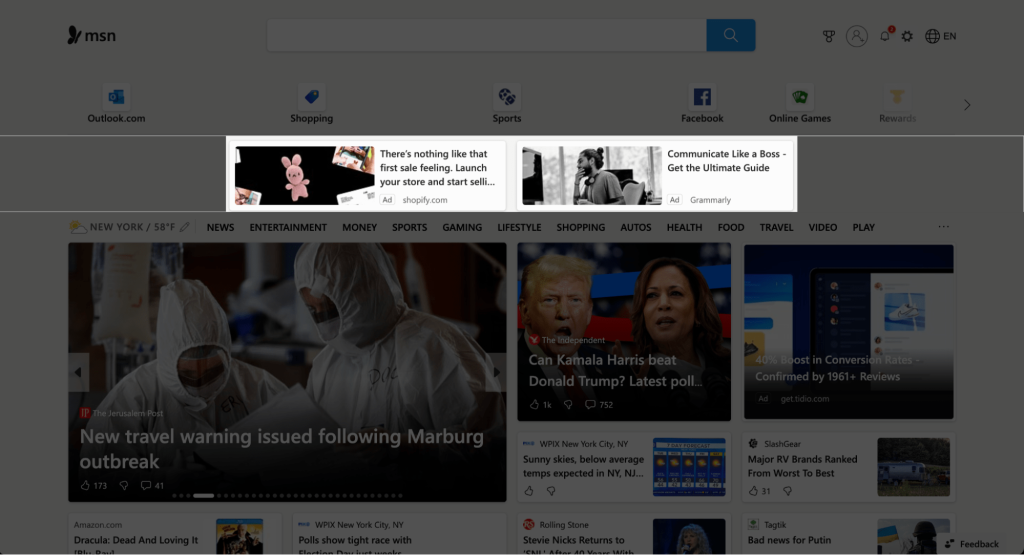 msn
1
EN
Outlook.com
Shopping
Sports
Facebook
Online Games
Rewards
There's nothing like that
first sale feeling. Launch
your store and start selli...
Ad shopify.com
Communicate Like a Boss -
Get the Ultimate Guide
Ad Grammarly
NEW YORK / 58°F
NEWS ENTERTAINMENT MONEY SPORTS GAMING LIFESTYLE SHOPPING AUTOS HEALTH FOOD TRAVEL VIDEO PLAY
DOC
ER
The Jerusalem Post
New travel warning issued following Marburg
outbreak
173 41
The Independent
Can Kamala Harris beat
Donald Trump? Latest poll...
1k 752
40% Boost in Conversion Rates -
Confirmed by 1961+ Reviews
Ad get.tidio.com
WPIX New York City, NY
Sunny skies, below average
temps expected in NY, NJ...
7 DAY FORECAST
SlashGear
Major RV Brands Ranked
From Worst To Best
31
Amazon.com
Dracula: Dead And Loving It
[Blu-Ray]
WPIX New York City, NY
Polls show tight race with
Election Day just weeks
Rolling Stone
Stevie Nicks Returns to
'SNL' After 40 Years With
Tagtik
Bad news for Putin
Feedback